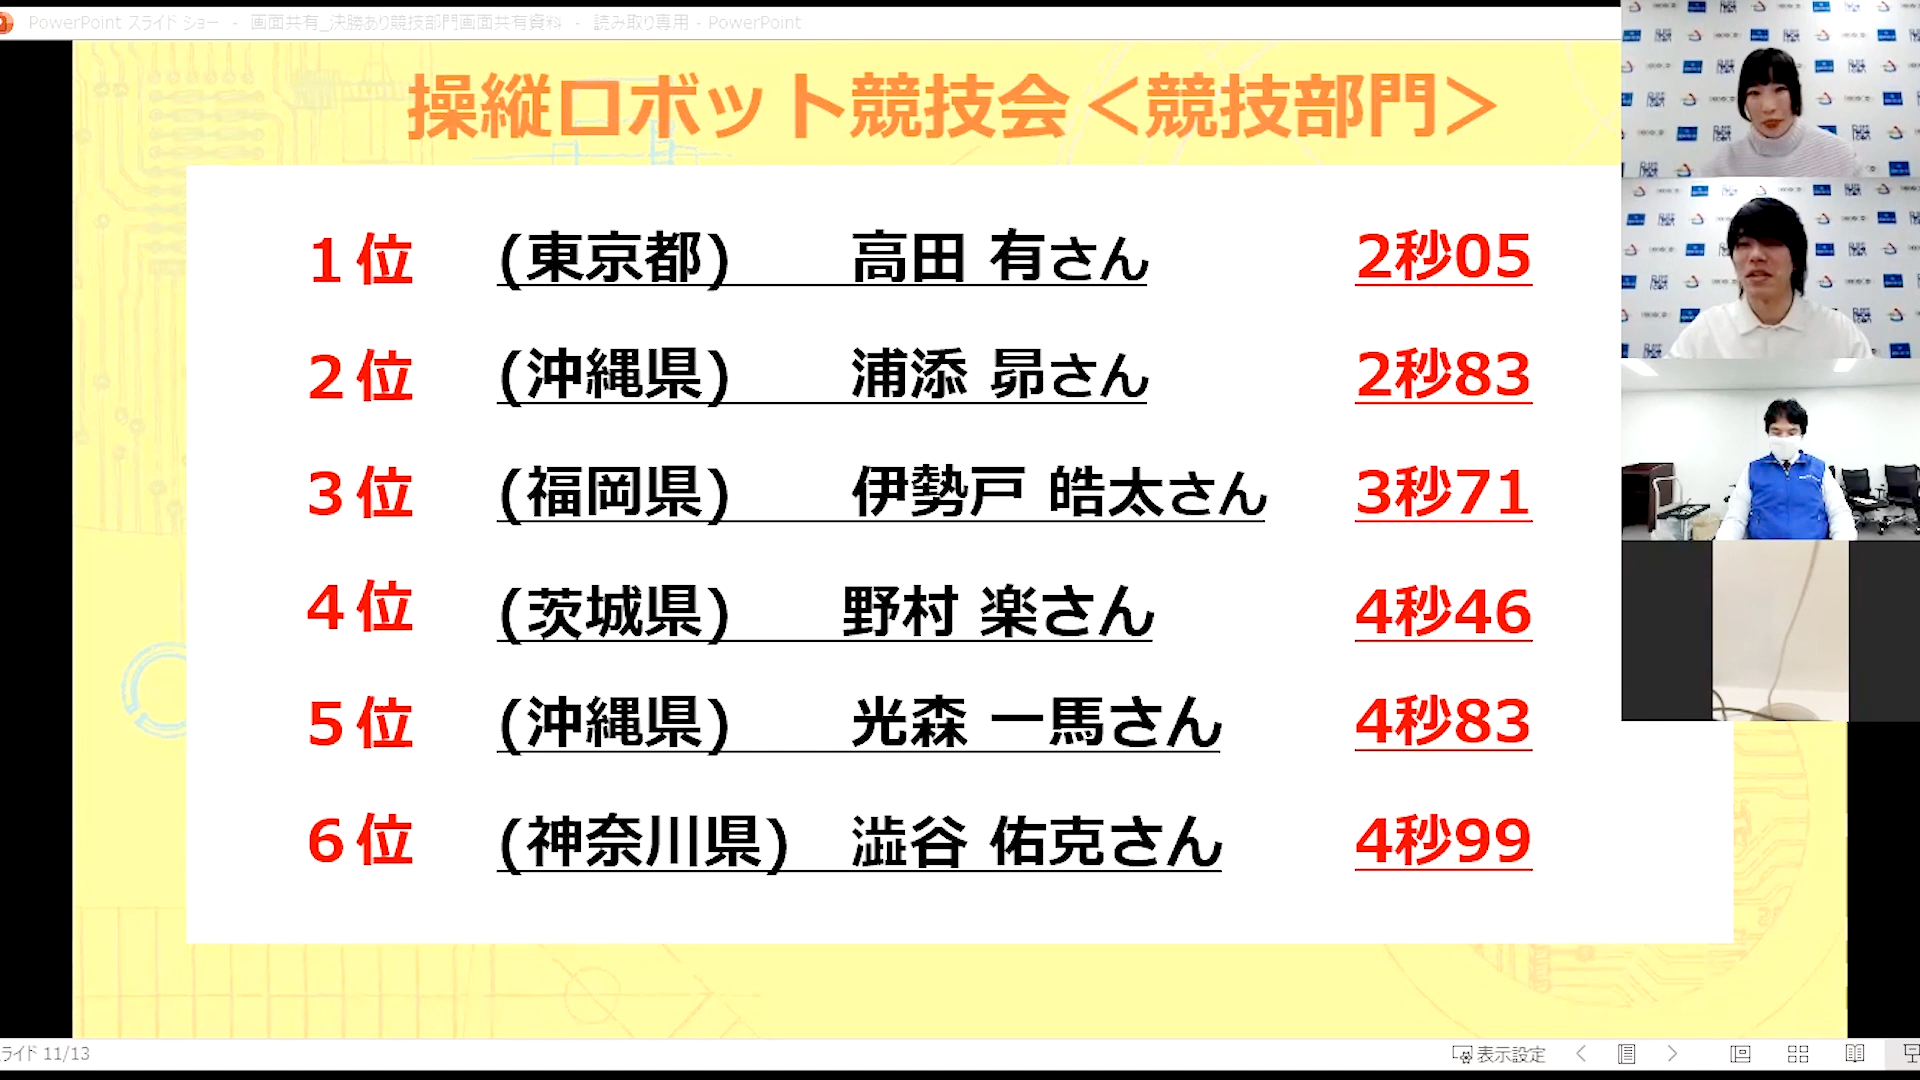 PowerPoint スライド ショー - 画面共有_決勝あり競技部門画面共有資料 - 読み取り専用 - PowerPoint
操縦ロボット競技会＜競技部門＞
１位 (東京都) 高田 有さん 2秒05
２位 (沖縄県) 浦添 昴さん 2秒83
３位 (福岡県) 伊勢戸 皓太さん 3秒71
４位 (茨城県) 野村 楽さん 4秒46
５位 (沖縄県) 光森 一馬さん 4秒83
６位 (神奈川県) 澁谷 佑克さん 4秒99
ライド 11/13
表示設定